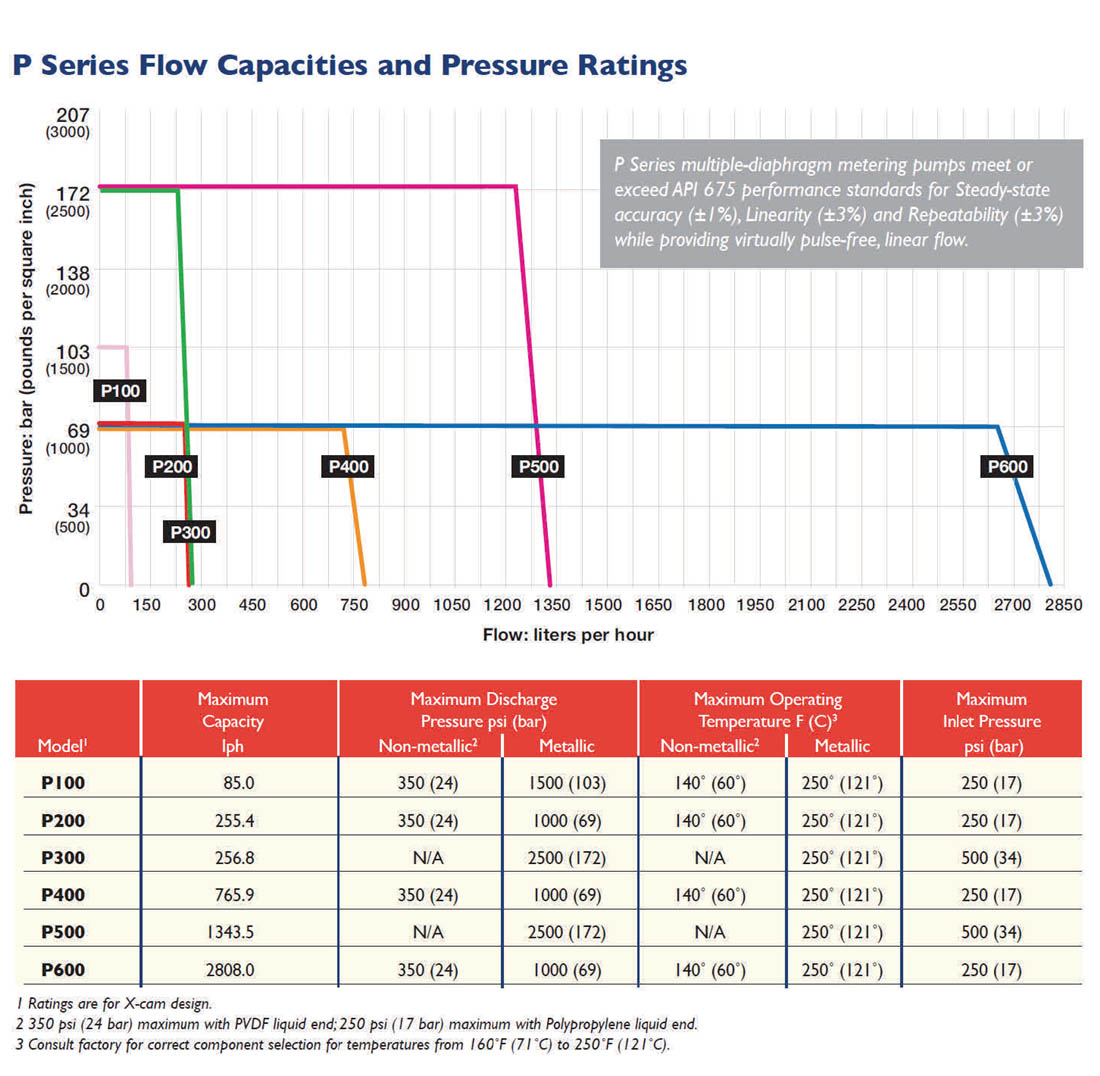 P Series Flow Capacities and Pressure Ratings
Pressure: bar (pounds per square inch)
207
(3000)
172
(2500)
138
(2000)
103
(1500)
69
(1000)
34
(500)
0
P Series multiple-diaphragm metering pumps meet or
exceed API 675 performance standards for Steady-state
accuracy (±1%), Linearity (±3%) and Repeatability (±3%)
while providing virtually pulse-free, linear flow.
P100
P200
P300
P400
P500
P600
0 150 300 450 600 750 900 1050 1200 1350 1500 1650 1800 1950 2100 2250 2400 2550 2700 2850
Flow: liters per hour
Maximum Maximum Discharge Maximum Operating Maximum
Capacity Pressure psi (bar) Temperature F (C)3 Inlet Pressure
Model1 lph Non-metallic2 Metallic Non-metallic2 Metallic psi (bar)
P100 85.0 350 (24) 1500 (103) 140˚ (60˚) 250˚ (121˚) 250 (17)
P200 255.4 350 (24) 1000 (69) 140˚ (60˚) 250˚ (121˚) 250 (17)
P300 256.8 N/A 2500 (172) N/A 250˚ (121˚) 500 (34)
P400 765.9 350 (24) 1000 (69) 140˚ (60˚) 250˚ (121˚) 250 (17)
P500 1343.5 N/A 2500 (172) N/A 250˚ (121˚) 500 (34)
P600 2808.0 350 (24) 1000 (69) 140˚ (60˚) 250˚ (121˚) 250 (17)
1 Ratings are for X-cam design.
2 350 psi (24 bar) maximum with PVDF liquid end; 250 psi (17 bar) maximum with Polypropylene liquid end.
3 Consult factory for correct component selection for temperatures from 160˚F (71˚C) to 250˚F (121˚C).